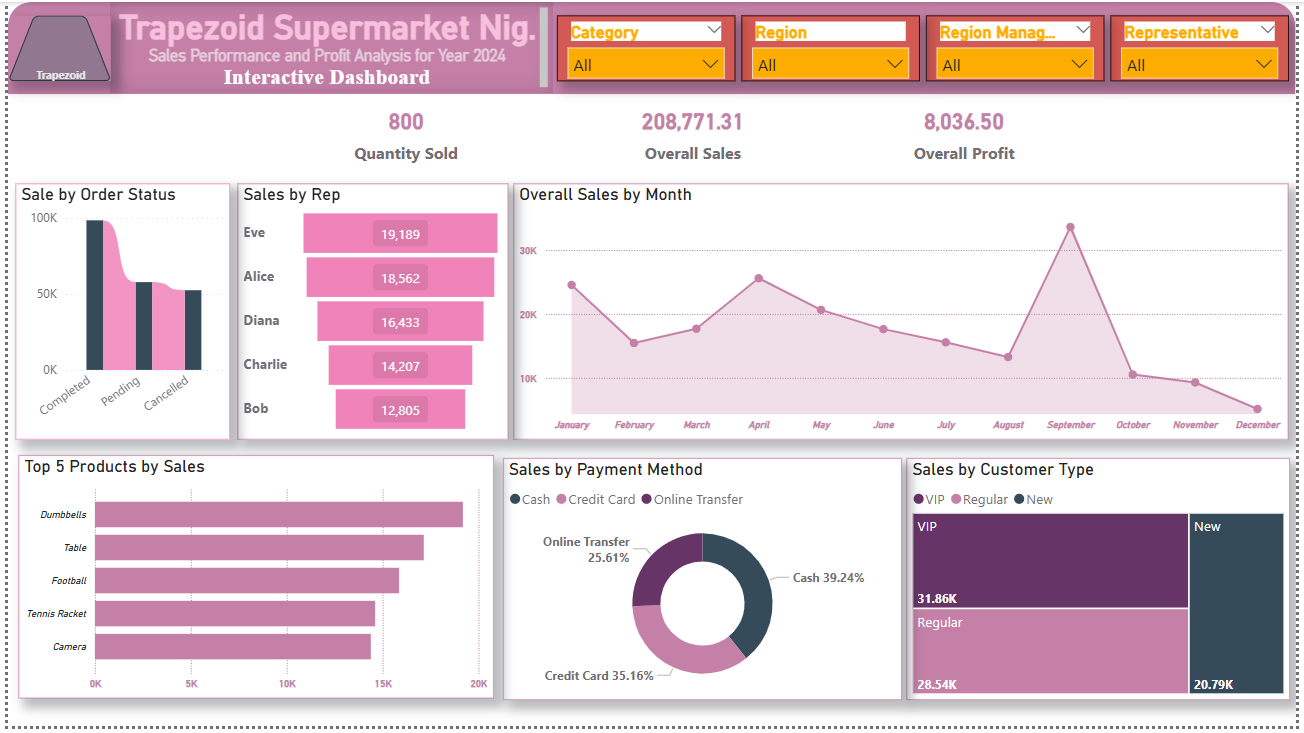 Trapezoid
Trapezoid Supermarket Nig.
Sales Performance and Profit Analysis for Year 2024
Interactive Dashboard
Category
All
Region
All
Region Manag...
All
Representative
All
800
Quantity Sold
208,771.31
Overall Sales
8,036.50
Overall Profit
Sale by Order Status
100K
50K
0K
Completed
Pending
Cancelled
Sales by Rep
Eve 19,189
Alice 18,562
Diana 16,433
Charlie 14,207
Bob 12,805
Overall Sales by Month
30K
20K
10K
January February March April May June July August September October November December
Top 5 Products by Sales
Dumbbells
Table
Football
Tennis Racket
Camera
0K 5K 10K 15K 20K
Sales by Payment Method
Cash Credit Card Online Transfer
Online Transfer
25.61%
Cash 39.24%
Credit Card 35.16%
Sales by Customer Type
VIP Regular New
VIP
31.86K
Regular
28.54K
New
20.79K